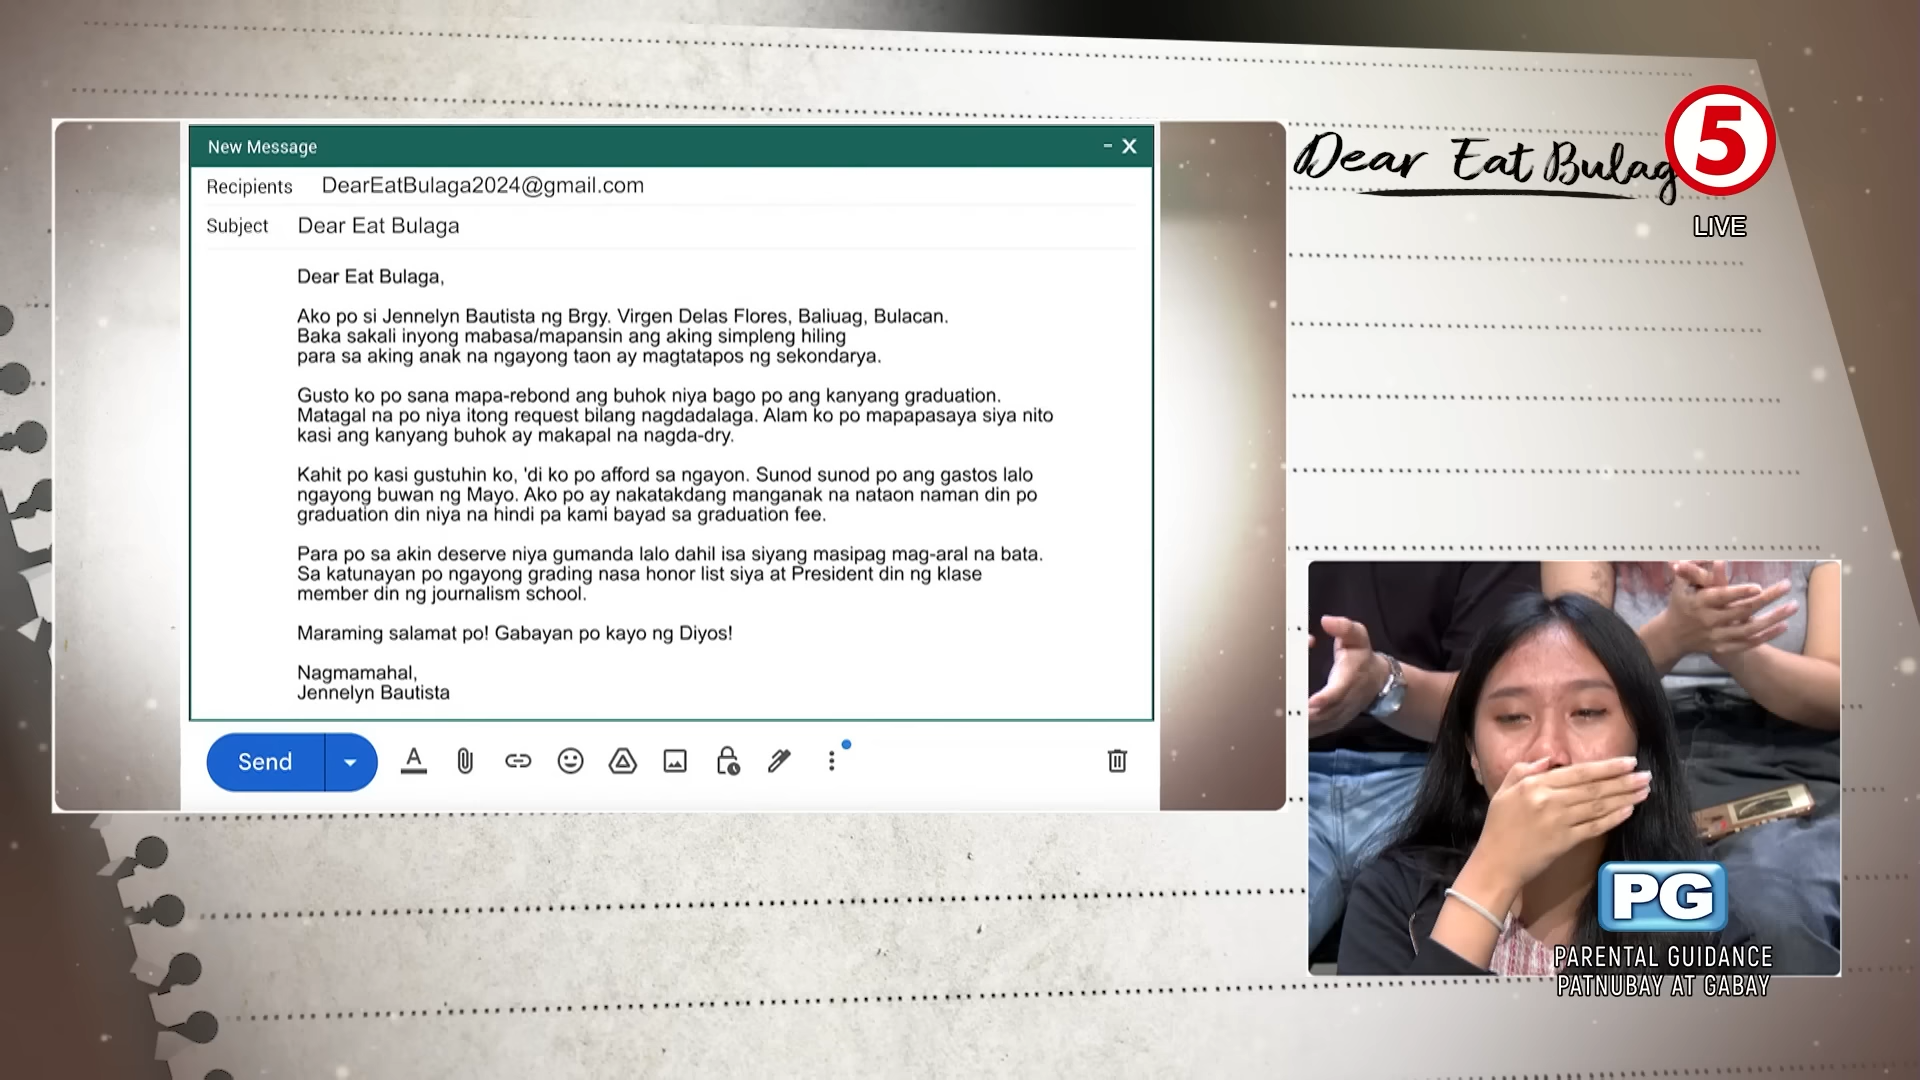 New Message
Recipients DearEatBulaga2024@gmail.com
Subject Dear Eat Bulaga
Dear Eat Bulaga,
Ako po si Jennelyn Bautista ng Brgy. Virgen Delas Flores, Baliuag, Bulacan.
Baka sakali inyong mabasa/mapansin ang aking simpleng hiling
para sa aking anak na ngayong taon ay magtatapos ng sekondarya.
Gusto ko po sana mapa-rebond ang buhok niya bago po ang kanyang graduation.
Matagal na po niya itong request bilang nagdadalaga. Alam ko po mapapasaya siya nito
kasi ang kanyang buhok ay makapal na nagda-dry.
Kahit po kasi gustuhin ko, 'di ko po afford sa ngayon. Sunod sunod po ang gastos lalo
ngayong buwan ng Mayo. Ako po ay nakatakdang manganak na nataon naman din po
graduation din niya na hindi pa kami bayad sa graduation fee.
Para po sa akin deserve niya gumanda lalo dahil isa siyang masipag mag-aral na bata.
Sa katunayan po ngayong grading nasa honor list siya at President din ng klase
member din ng journalism school.
Maraming salamat po! Gabayan po kayo ng Diyos!
Nagmamahal,
Jennelyn Bautista
Send
Dear Eat Bulag
5
LIVE
PG
PARENTAL GUIDANCE
PATNUBAY AT GABAY